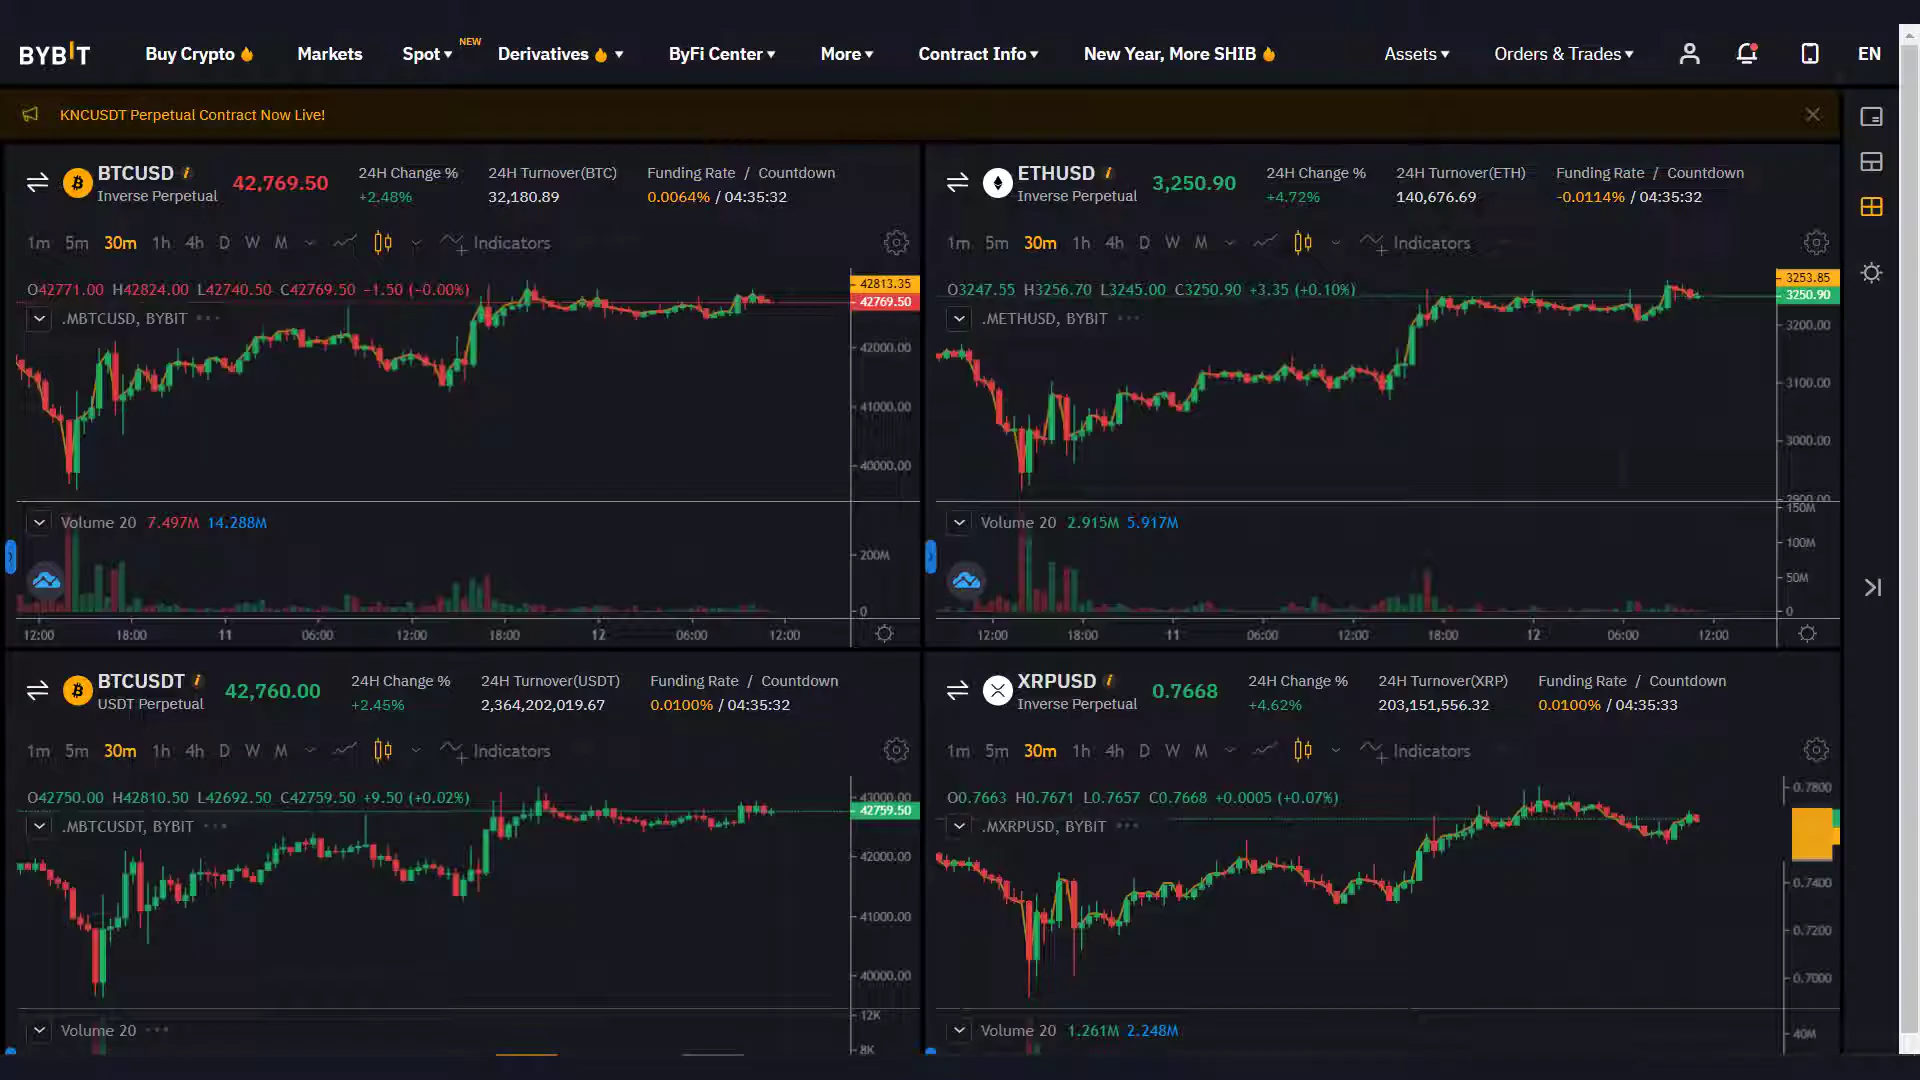 BYBIT Buy Crypto Markets Spot NEW Derivatives ByFi Center More Contract Info New Year, More SHIB Assets Orders & Trades EN
KNCUSDT Perpetual Contract Now Live!
BTCUSD i 42,769.50 24H Change % 24H Turnover(BTC) Funding Rate / Countdown
Inverse Perpetual +2.48% 32,180.89 0.0064% / 04:35:32
1m 5m 30m 1h 4h D W M Indicators
O42771.00 H42824.00 L42740.50 C42769.50 −1.50 (−0.00%)
.MBTCUSD, BYBIT
42813.35
42769.50
42000.00
41000.00
40000.00
Volume 20 7.497M 14.288M
200M
0
12:00 18:00 11 06:00 12:00 18:00 12 06:00 12:00
ETHUSD i 3,250.90 24H Change % 24H Turnover(ETH) Funding Rate / Countdown
Inverse Perpetual +4.72% 140,676.69 -0.0114% / 04:35:32
1m 5m 30m 1h 4h D W M Indicators
O3247.55 H3256.70 L3245.00 C3250.90 +3.35 (+0.10%)
.METHUSD, BYBIT
3253.85
3250.90
3200.00
3100.00
3000.00
2900.00
Volume 20 2.915M 5.917M
150M
100M
50M
0
12:00 18:00 11 06:00 12:00 18:00 12 06:00 12:00
BTCUSDT i 42,760.00 24H Change % 24H Turnover(USDT) Funding Rate / Countdown
USDT Perpetual +2.45% 2,364,202,019.67 0.0100% / 04:35:32
1m 5m 30m 1h 4h D W M Indicators
O42750.00 H42810.50 L42692.50 C42759.50 +9.50 (+0.02%)
.MBTCUSDT, BYBIT
43000.00
42759.50
42000.00
41000.00
40000.00
Volume 20
12K
8K
XRPUSD i 0.7668 24H Change % 24H Turnover(XRP) Funding Rate / Countdown
Inverse Perpetual +4.62% 203,151,556.32 0.0100% / 04:35:33
1m 5m 30m 1h 4h D W M Indicators
O0.7663 H0.7671 L0.7657 C0.7668 +0.0005 (+0.07%)
.MXRPUSD, BYBIT
0.7800
0.7400
0.7200
0.7000
Volume 20 1.261M 2.248M
40M